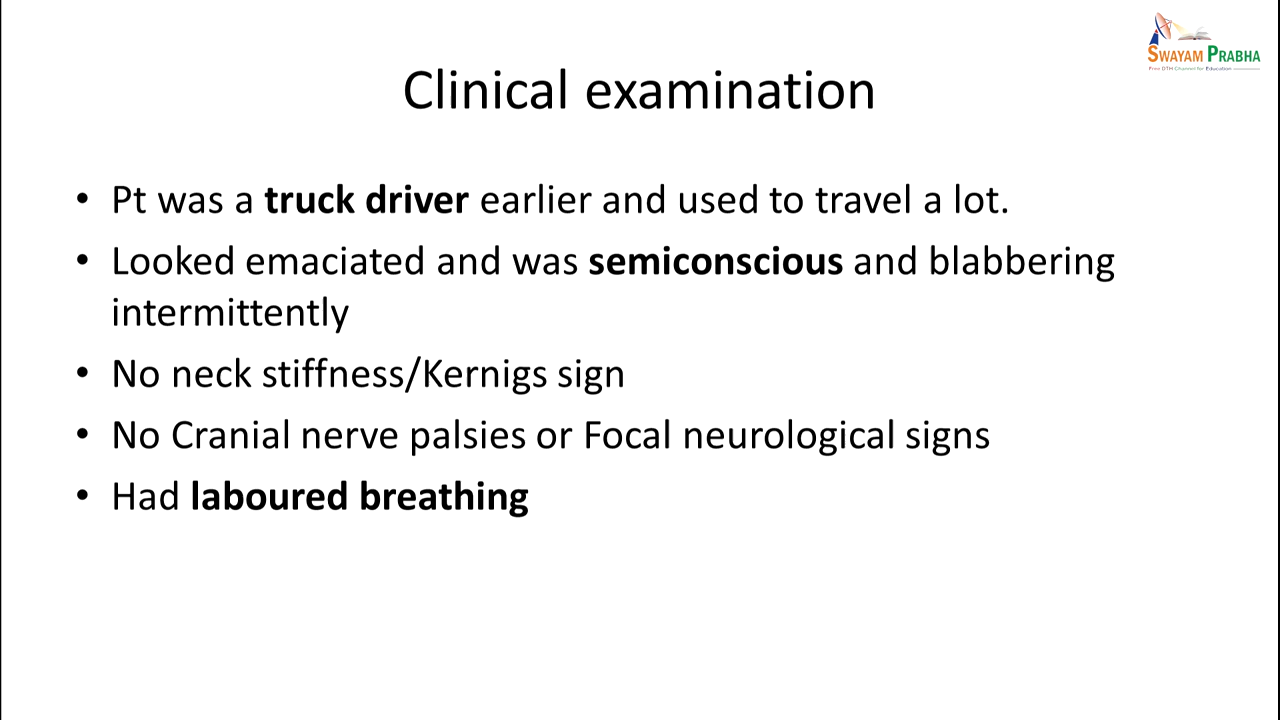 SWAYAM PRABHA
Free DTH Channel for Education
Clinical examination
• Pt was a truck driver earlier and used to travel a lot.
• Looked emaciated and was semiconscious and blabbering
intermittently
• No neck stiffness/Kernigs sign
• No Cranial nerve palsies or Focal neurological signs
• Had laboured breathing